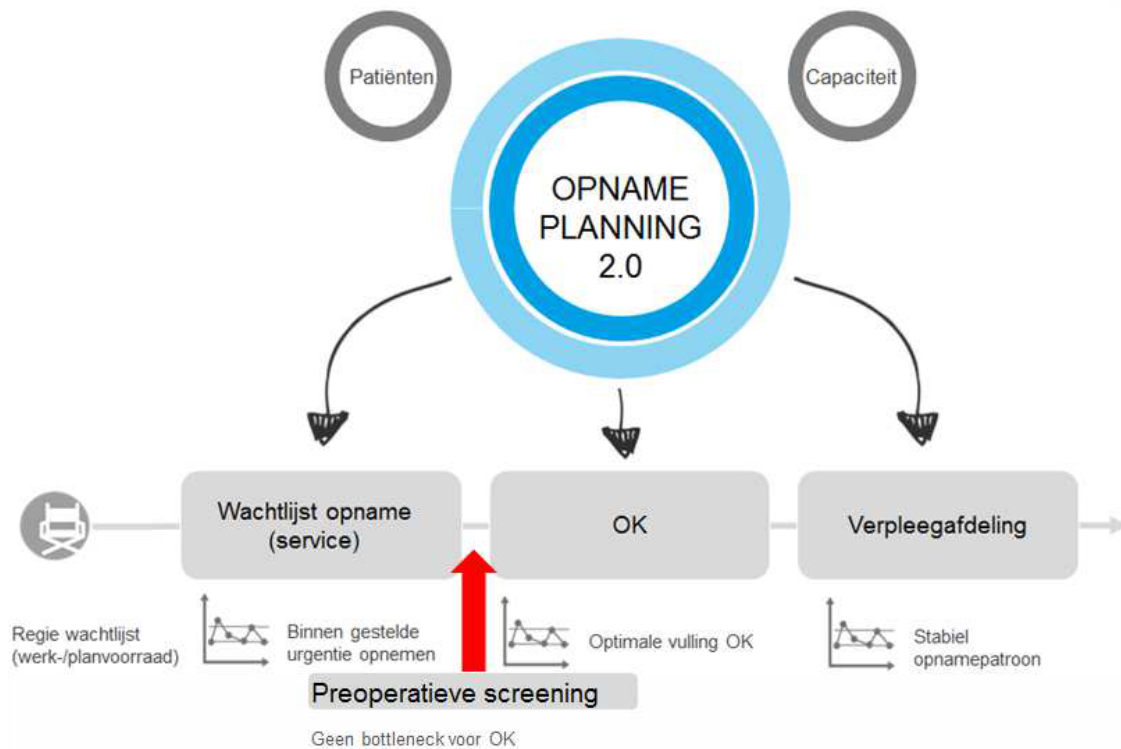 Patiënten
Capaciteit
OPNAME
PLANNING
2.0
Wachtlijst opname
(service)
OK
Verpleegafdeling
Regie wachtlijst
(werk-/planvoorraad)
Binnen gestelde
urgentie opnemen
Optimale vulling OK
Stabiel
opnamepatroon
Preoperatieve screening
Geen bottleneck voor OK